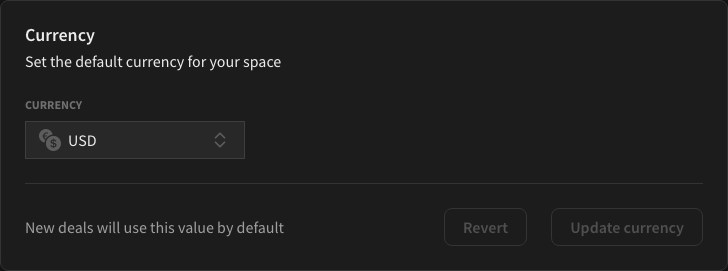 Currency
Set the default currency for your space
CURRENCY
USD
New deals will use this value by default
Revert
Update currency